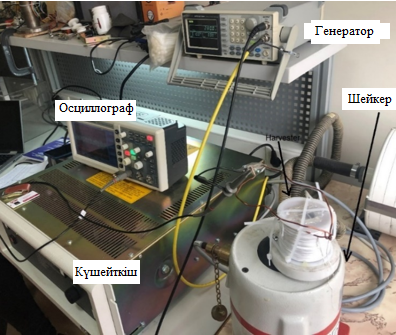 Генератор
Шейкер
Осциллограф
Harvester
Күшейткіш